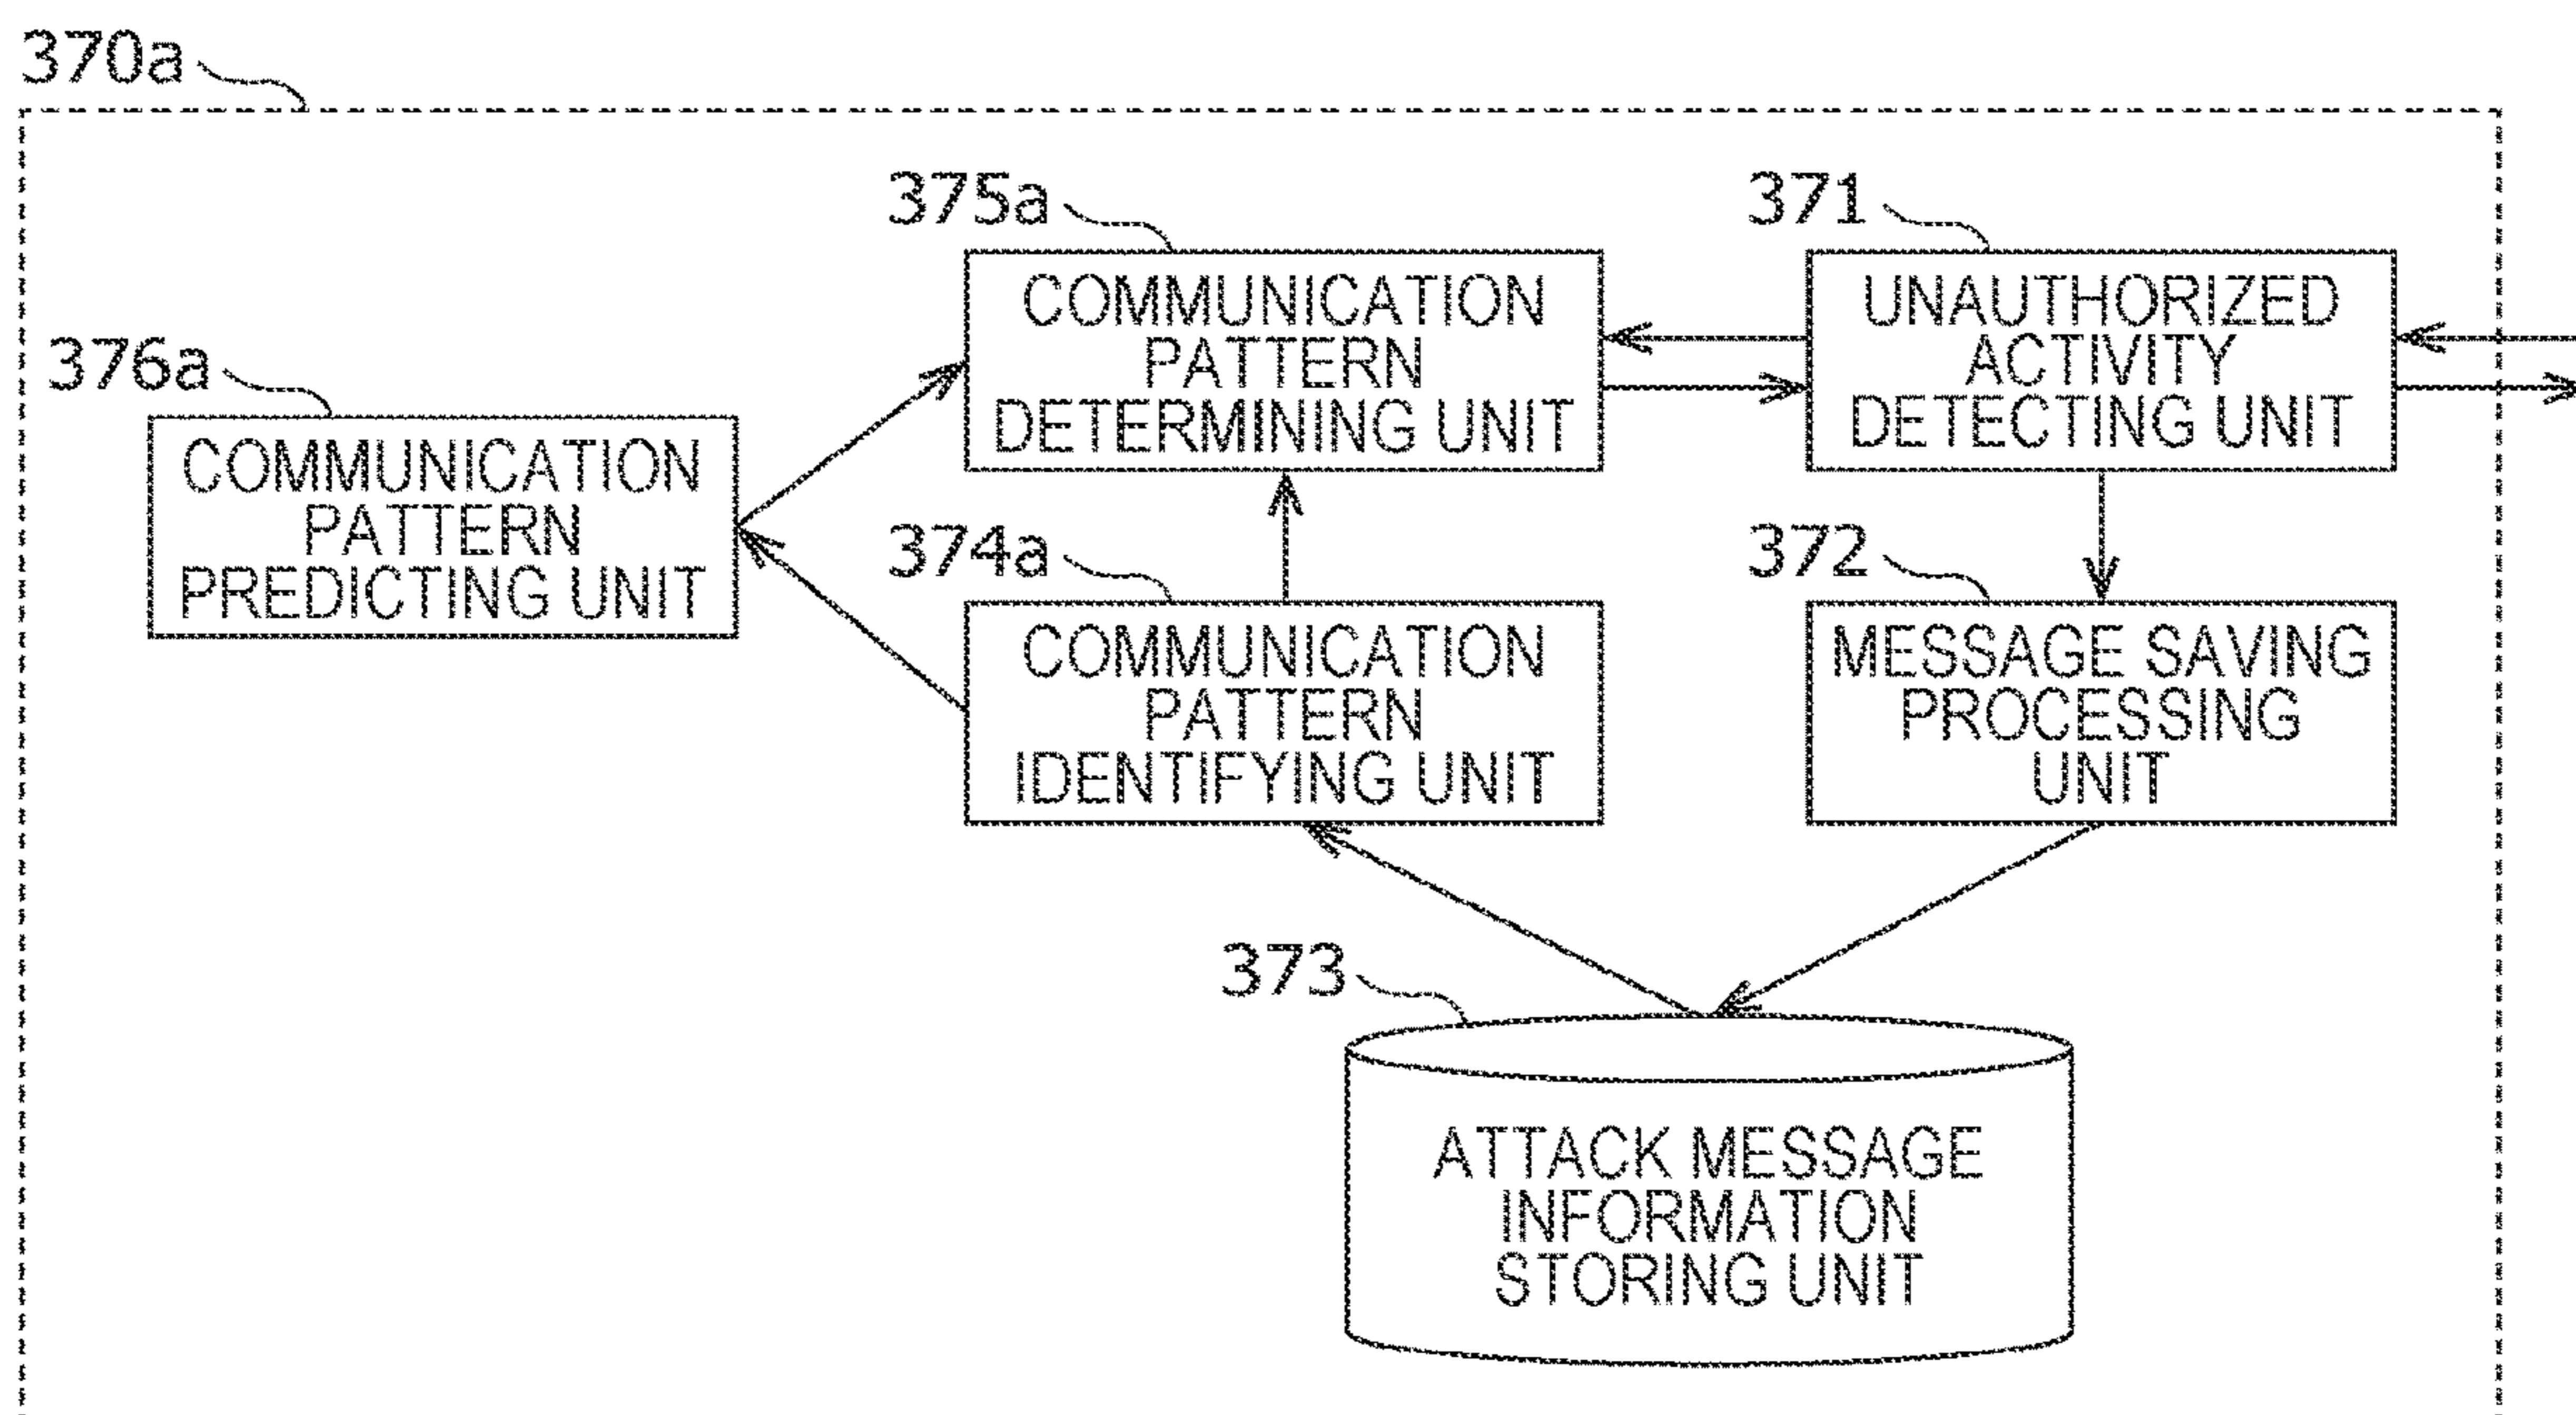 370a
375a
COMMUNICATION
PATTERN
DETERMINING UNIT
371
UNAUTHORIZED
ACTIVITY
DETECTING UNIT
376a
COMMUNICATION
PATTERN
PREDICTING UNIT
374a
COMMUNICATION
PATTERN
IDENTIFYING UNIT
372
MESSAGE SAVING
PROCESSING
UNIT
373
ATTACK MESSAGE
INFORMATION
STORING UNIT